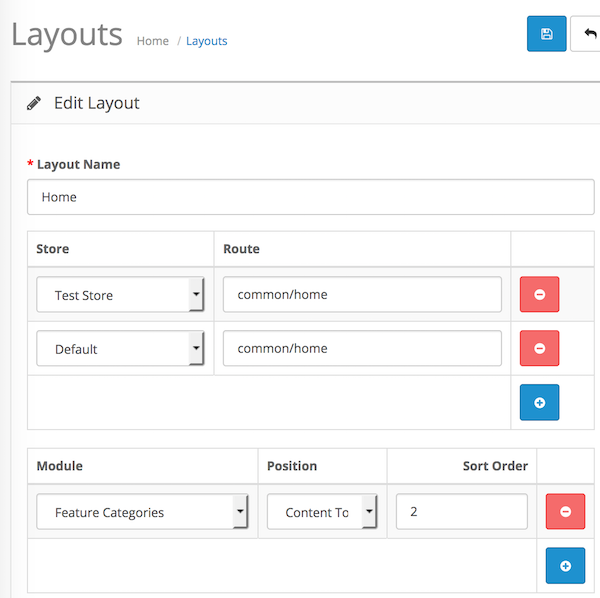 Layouts Home / Layouts
Edit Layout
* Layout Name
Home
Store Route
Test Store common/home
Default common/home
Module Position Sort Order
Feature Categories Content To 2